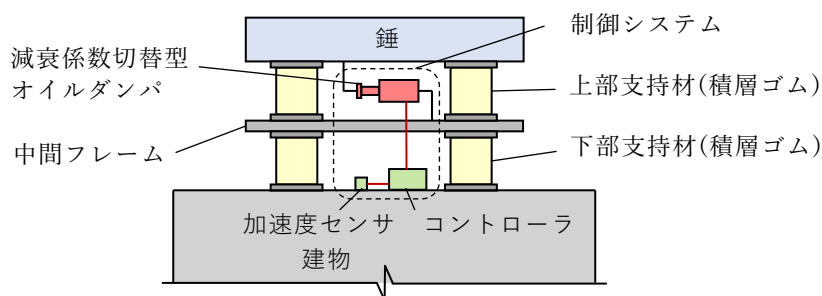 錘
制御システム
減衰係数切替型
オイルダンパ
上部支持材(積層ゴム)
中間フレーム
下部支持材(積層ゴム)
加速度センサ
コントローラ
建物